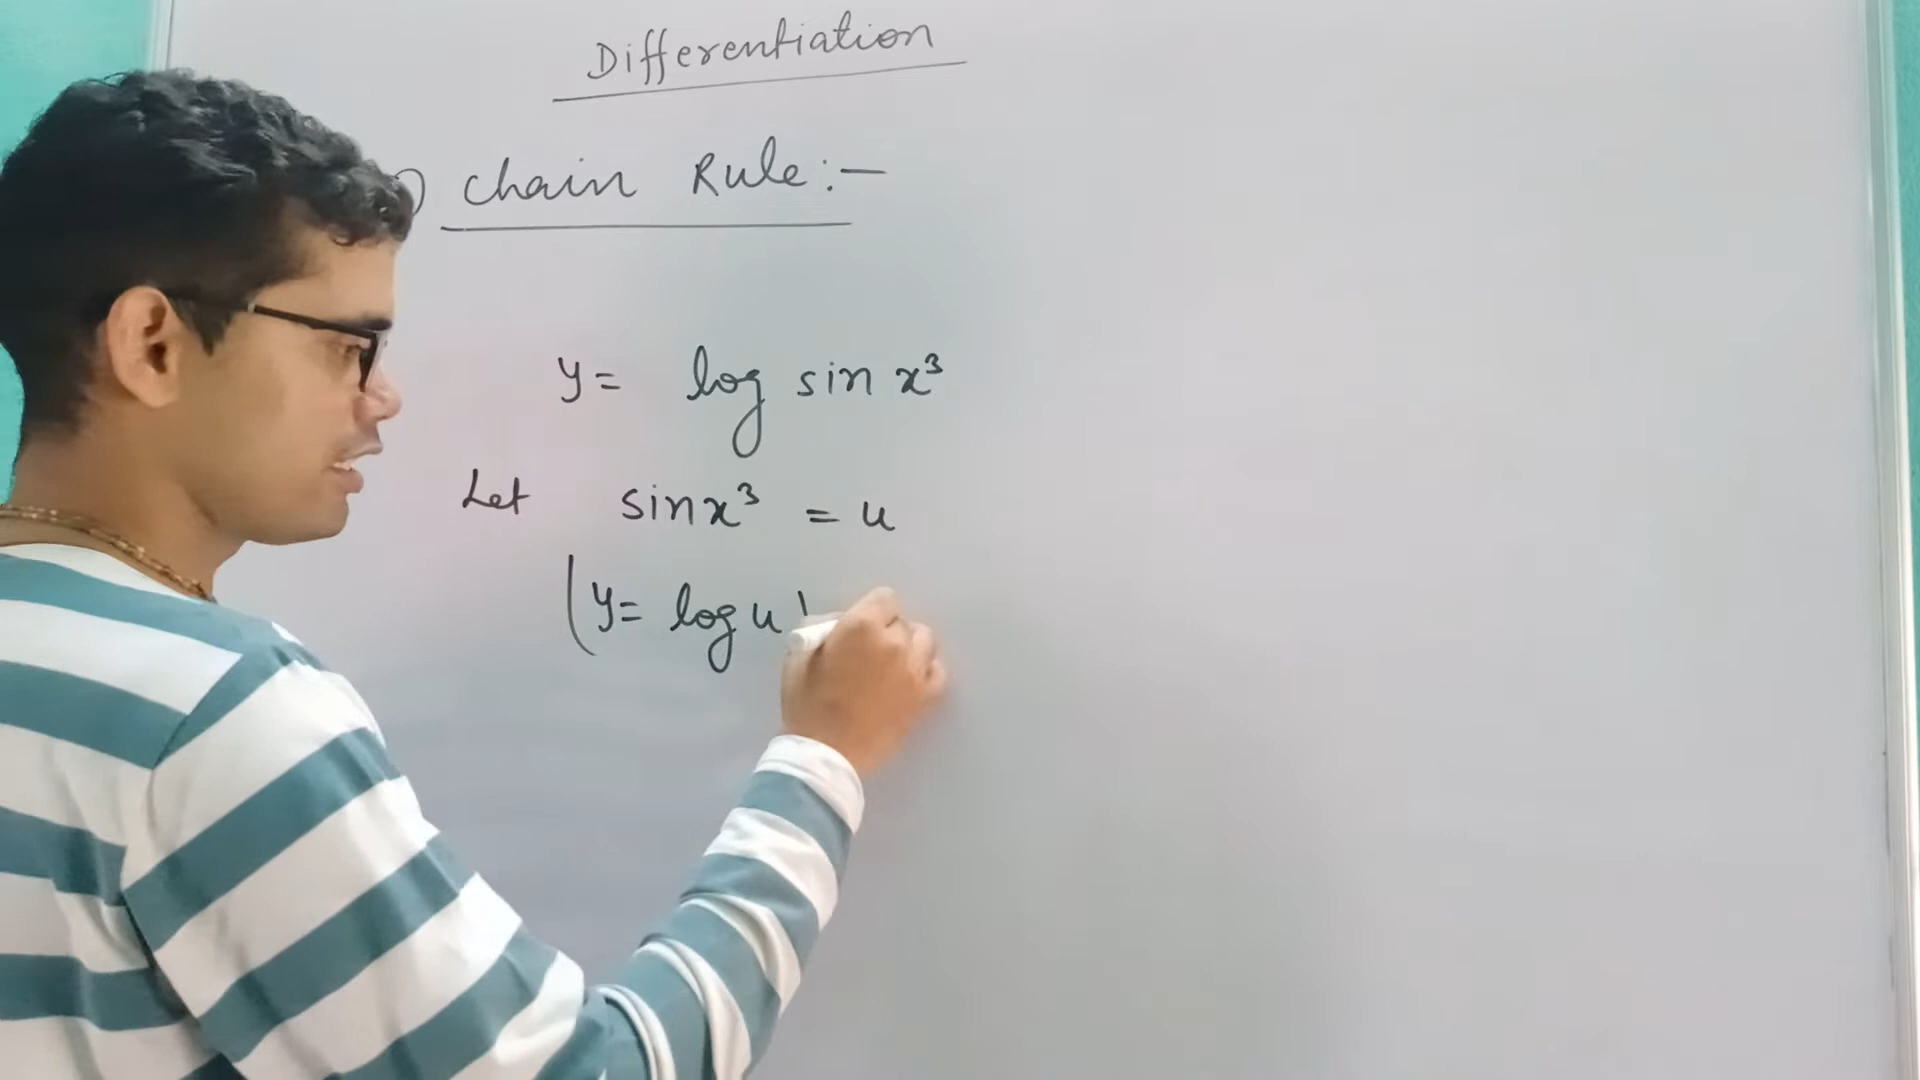 Differentiation
) Chain Rule:-
y = log sin x³
Let sin x³ = u
(y = log u)